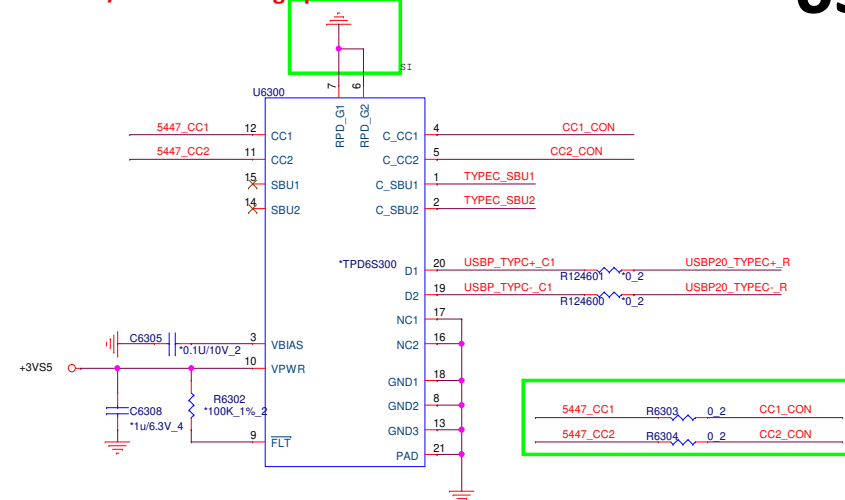 SI
U6300
7
6
RPD_G1
RPD_G2
5447_CC1
12
CC1
C_CC1
4
CC1_CON
5447_CC2
11
CC2
C_CC2
5
CC2_CON
15
SBU1
C_SBU1
1
TYPEC_SBU1
14
SBU2
C_SBU2
2
TYPEC_SBU2
*TPD6S300
D1
20
USBP_TYPC+_C1
R124601
*0_2
USBP20_TYPEC+_R
D2
19
USBP_TYPC-_C1
R124600
*0_2
USBP20_TYPEC-_R
NC1
17
C6305
*0.1U/10V_2
3
VBIAS
NC2
16
+3VS5
10
VPWR
GND1
18
R6302
*100K_1%_2
C6308
*1u/6.3V_4
GND2
8
GND3
13
9
FLT
PAD
21
5447_CC1
R6303
0_2
CC1_CON
5447_CC2
R6304
0_2
CC2_CON